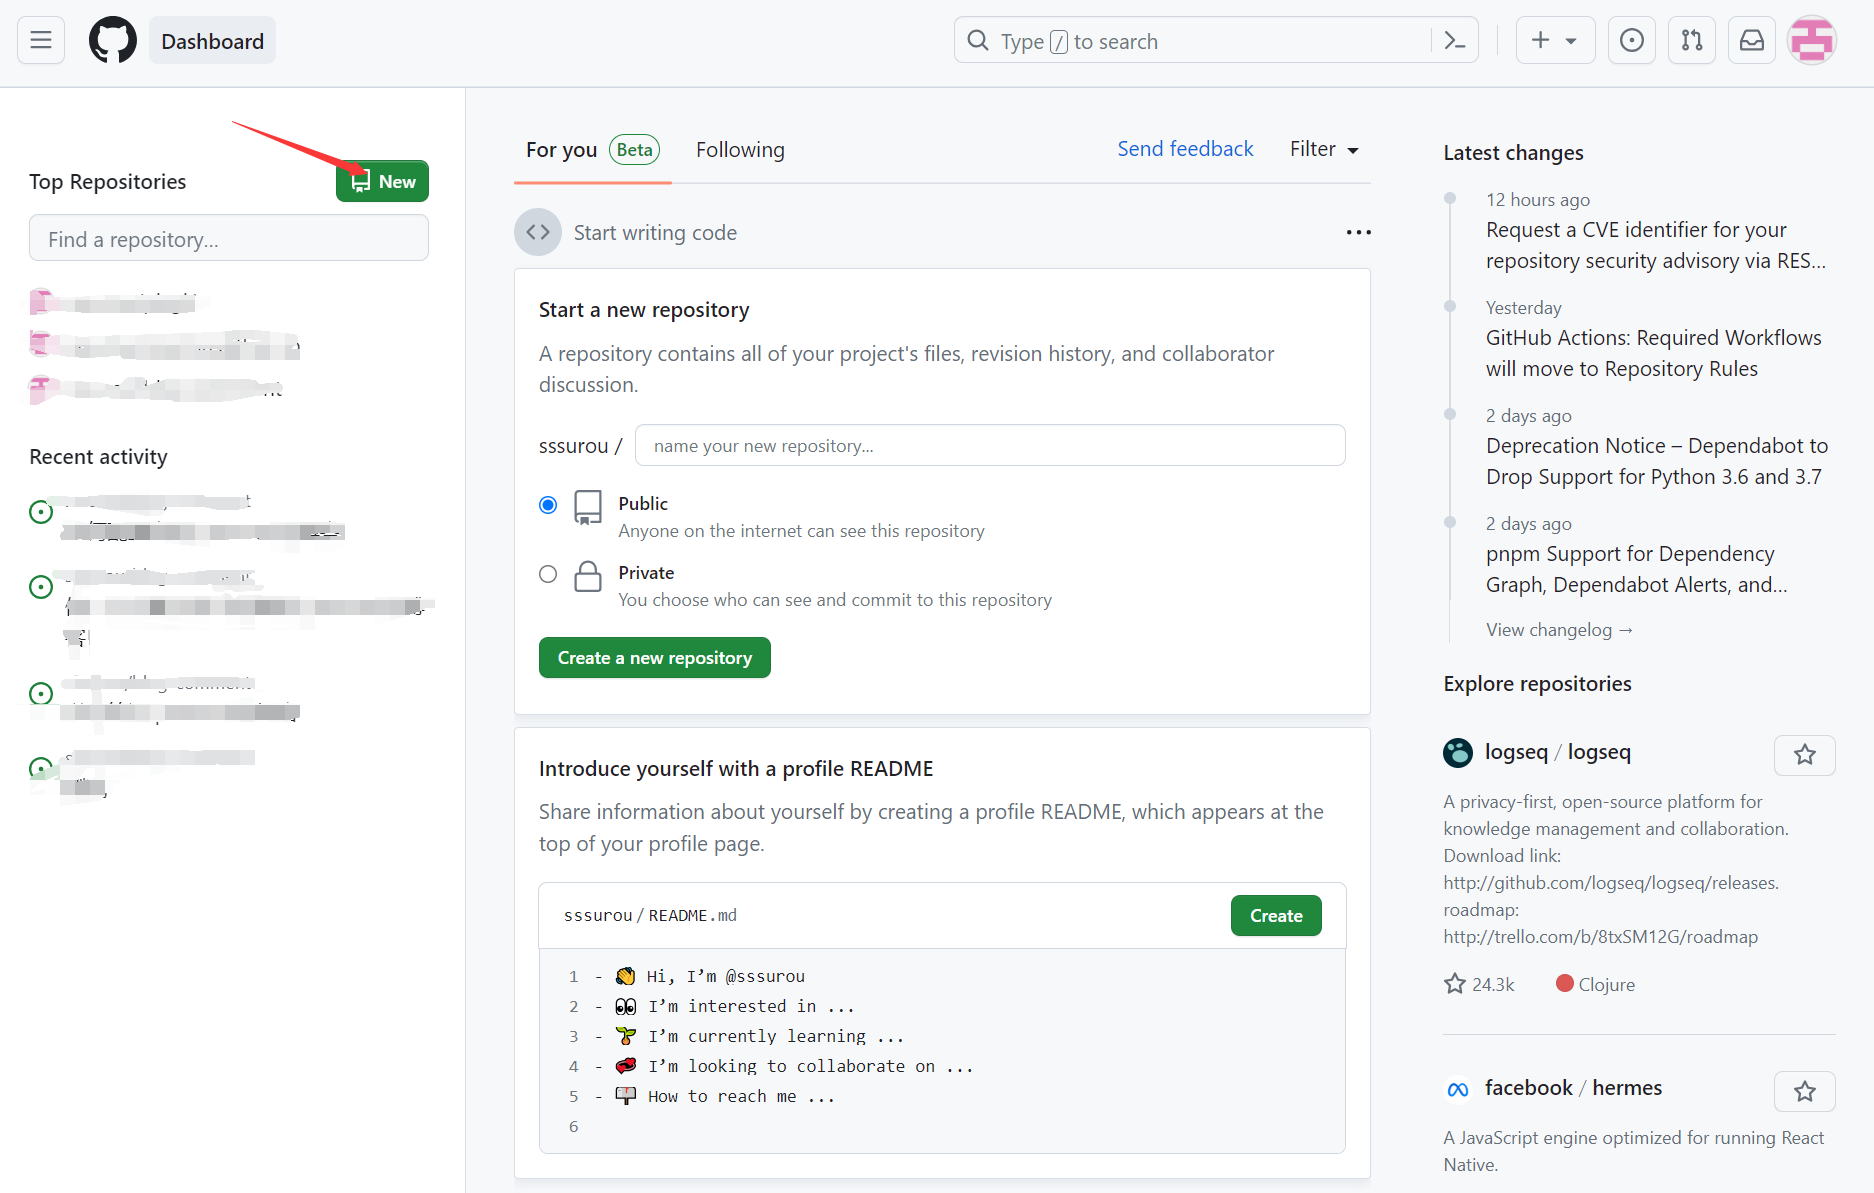 Dashboard
Type / to search
Top Repositories
New
Find a repository…
Recent activity
For you Beta
Following
Send feedback
Filter
Start writing code
Start a new repository
A repository contains all of your project's files, revision history, and collaborator
discussion.
sssurou /
name your new repository...
Public
Anyone on the internet can see this repository
Private
You choose who can see and commit to this repository
Create a new repository
Introduce yourself with a profile README
Share information about yourself by creating a profile README, which appears at the
top of your profile page.
sssurou / README.md
Create
1 - 👋 Hi, I’m @sssurou
2 - 👀 I’m interested in ...
3 - 🌱 I’m currently learning ...
4 - 💞️ I’m looking to collaborate on ...
5 - 📫 How to reach me ...
6
Latest changes
12 hours ago
Request a CVE identifier for your
repository security advisory via RES…
Yesterday
GitHub Actions: Required Workflows
will move to Repository Rules
2 days ago
Deprecation Notice – Dependabot to
Drop Support for Python 3.6 and 3.7
2 days ago
pnpm Support for Dependency
Graph, Dependabot Alerts, and…
View changelog →
Explore repositories
logseq / logseq
A privacy-first, open-source platform for
knowledge management and collaboration.
Download link:
http://github.com/logseq/logseq/releases.
roadmap:
http://trello.com/b/8txSM12G/roadmap
24.3k
Clojure
facebook / hermes
A JavaScript engine optimized for running React
Native.